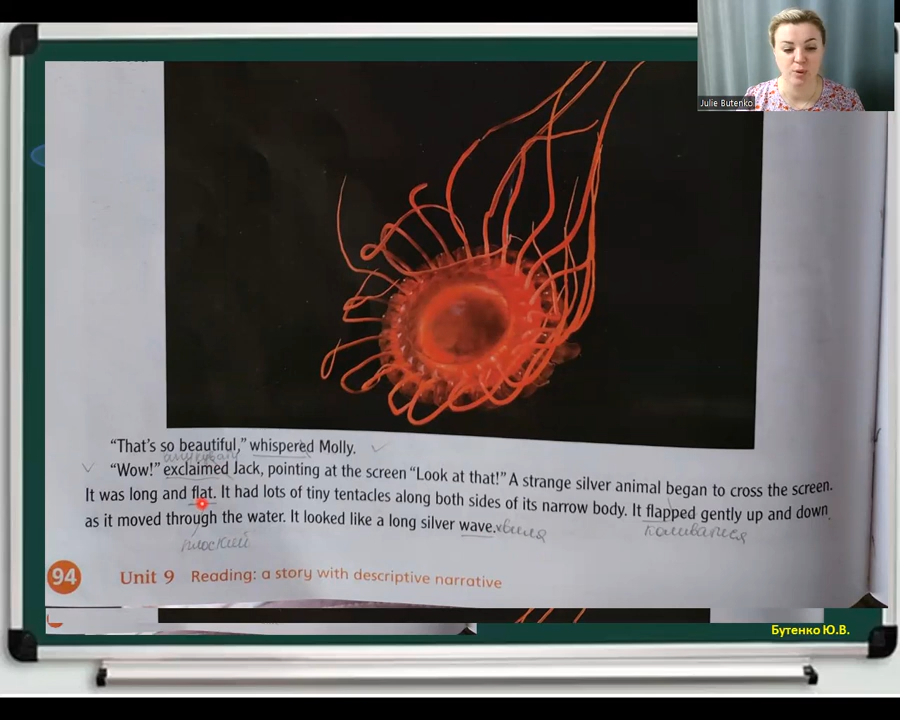 Julie Butenko
"That's so beautiful," whispered Molly.
"Wow!" exclaimed Jack, pointing at the screen "Look at that!" A strange silver animal began to cross the screen.
It was long and flat. It had lots of tiny tentacles along both sides of its narrow body. It flapped gently up and down
as it moved through the water. It looked like a long silver wave. хвиля
плоский
94 Unit 9 Reading: a story with descriptive narrative
Бутенко Ю.В.